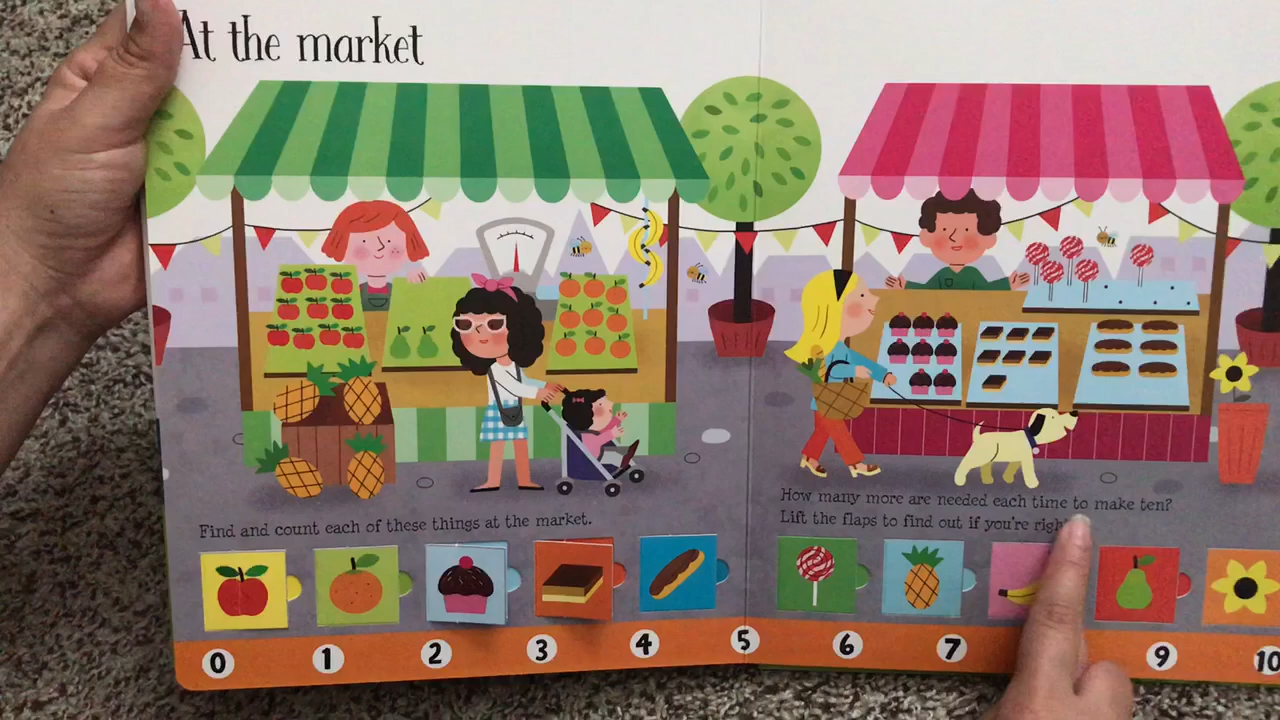 At the market
How many more are needed each time to make ten?
Find and count each of these things at the market.
Lift the flaps to find out if you're
0 1 2 3 4 5 6 7 9 10